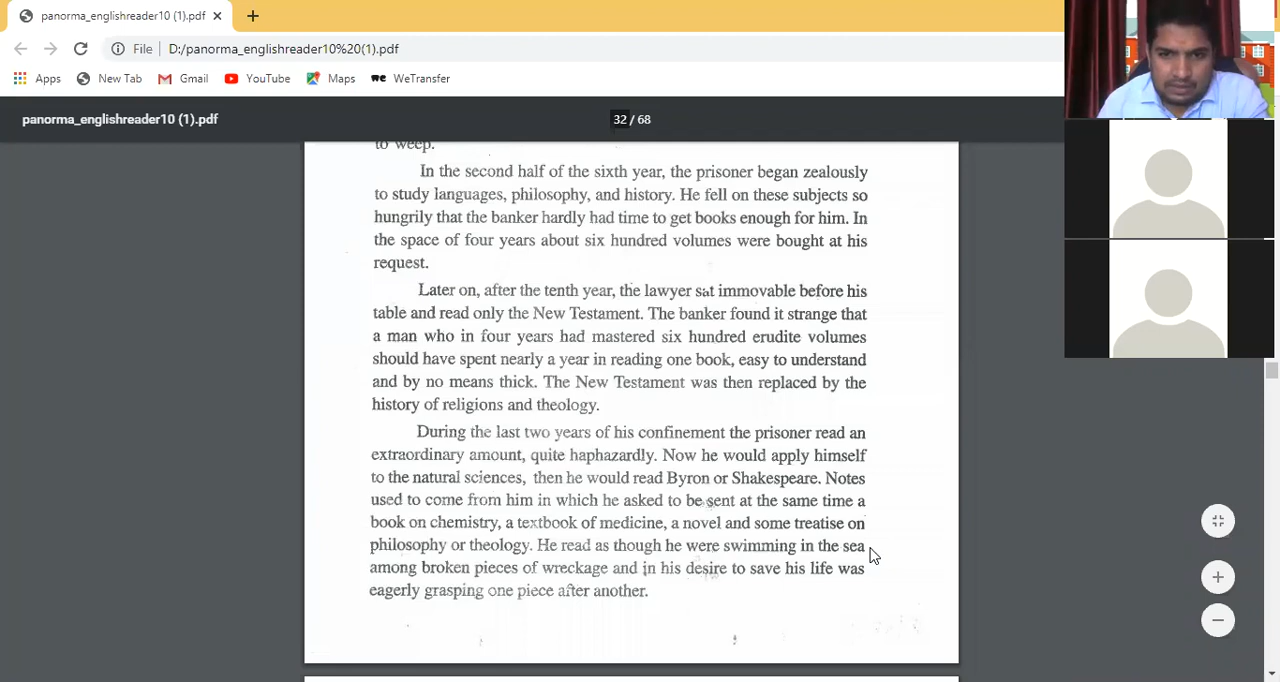 panorma_englishreader10 (1).pdf
File D:/panorma_englishreader10%20(1).pdf
Apps New Tab Gmail YouTube Maps WeTransfer
panorma_englishreader10 (1).pdf 32 / 68
to weep.
In the second half of the sixth year, the prisoner began zealously
to study languages, philosophy, and history. He fell on these subjects so
hungrily that the banker hardly had time to get books enough for him. In
the space of four years about six hundred volumes were bought at his
request.
Later on, after the tenth year, the lawyer sat immovable before his
table and read only the New Testament. The banker found it strange that
a man who in four years had mastered six hundred erudite volumes
should have spent nearly a year in reading one book, easy to understand
and by no means thick. The New Testament was then replaced by the
history of religions and theology.
During the last two years of his confinement the prisoner read an
extraordinary amount, quite haphazardly. Now he would apply himself
to the natural sciences, then he would read Byron or Shakespeare. Notes
used to come from him in which he asked to be sent at the same time a
book on chemistry, a textbook of medicine, a novel and some treatise on
philosophy or theology. He read as though he were swimming in the sea
among broken pieces of wreckage and in his desire to save his life was
eagerly grasping one piece after another.